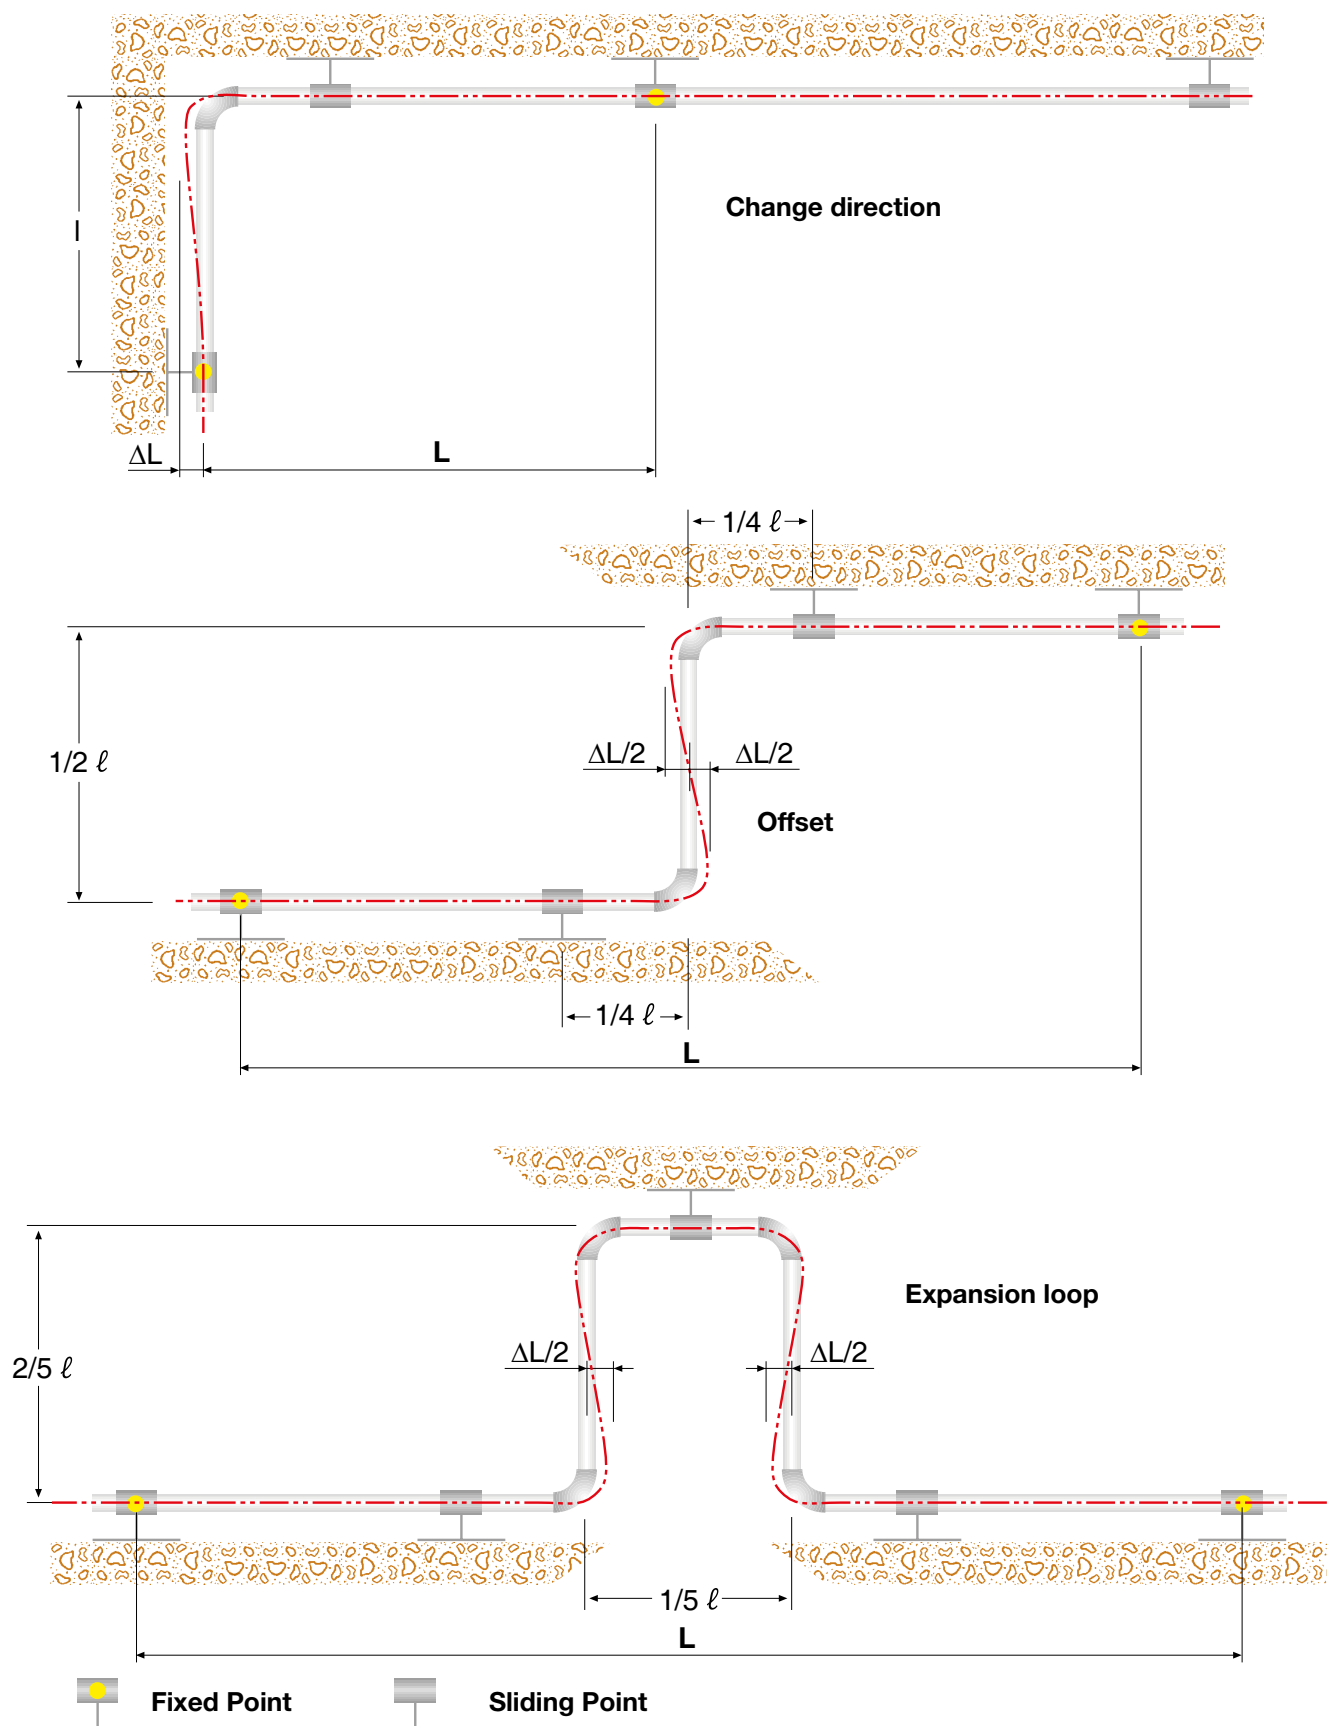 Change direction
l
ΔL
L
1/4 ℓ
1/2 ℓ
ΔL/2
ΔL/2
Offset
1/4 ℓ
L
Expansion loop
2/5 ℓ
ΔL/2
ΔL/2
1/5 ℓ
L
Fixed Point
Sliding Point